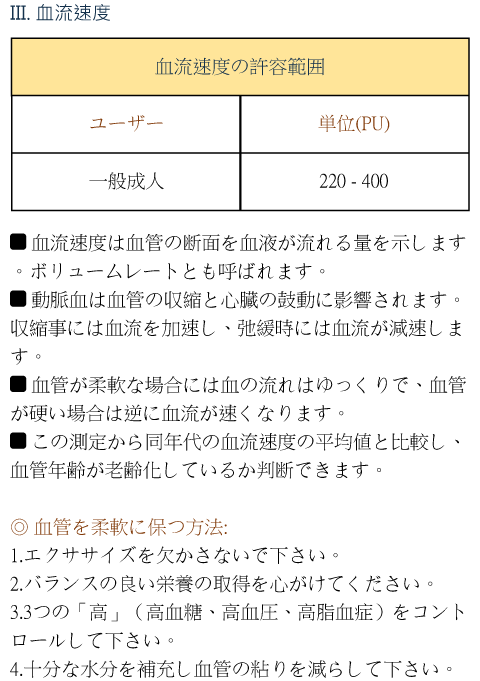 III. 血流速度
血流速度の許容範囲
ユーザー 単位(PU)
一般成人 220 - 400
■ 血流速度は血管の断面を血液が流れる量を示します
。ボリュームレートとも呼ばれます。
■ 動脈血は血管の収縮と心臓の鼓動に影響されます。
収縮事には血流を加速し、弛緩時には血流が減速しま
す。
■ 血管が柔軟な場合には血の流れはゆっくりで、血管
が硬い場合は逆に血流が速くなります。
■ この測定から同年代の血流速度の平均値と比較し、
血管年齢が老齢化しているか判断できます。
◎ 血管を柔軟に保つ方法:
1.エクササイズを欠かさないで下さい。
2.バランスの良い栄養の取得を心がけてください。
3.3つの「高」（高血糖、高血圧、高脂血症）をコント
ロールして下さい。
4.十分な水分を補充し血管の粘りを減らして下さい。